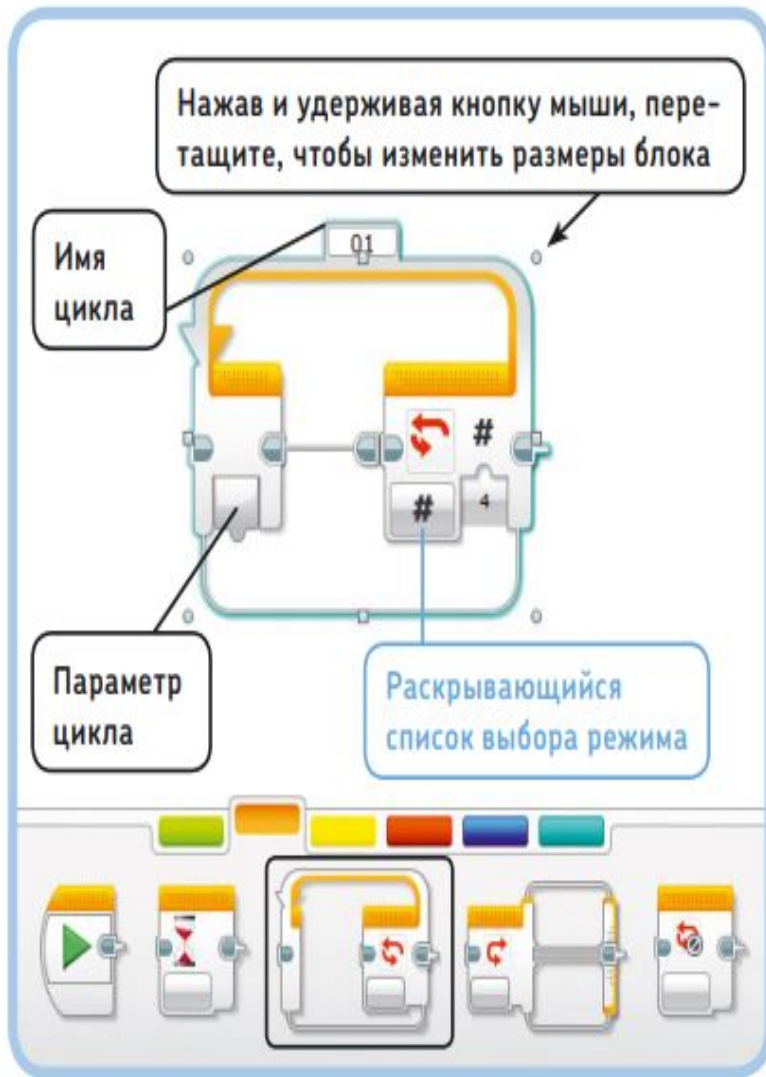 Нажав и удерживая кнопку мыши, пере-
тащите, чтобы изменить размеры блока
Имя
цикла
01
#
#
4
Параметр
цикла
Раскрывающийся
список выбора режима